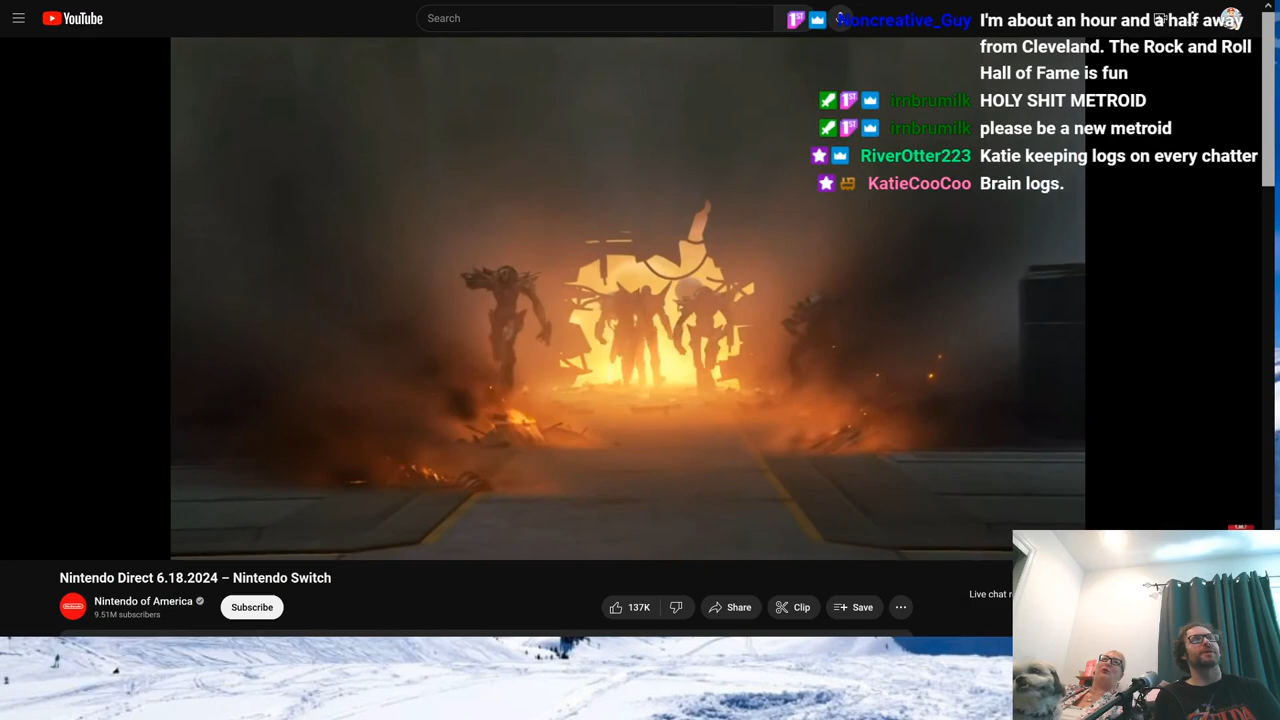 YouTube
Search
Noncreative_Guy I'm about an hour and a half away
from Cleveland. The Rock and Roll
Hall of Fame is fun
irnbrumilk HOLY SHIT METROID
irnbrumilk please be a new metroid
RiverOtter223 Katie keeping logs on every chatter
KatieCooCoo Brain logs.
Nintendo Direct 6.18.2024 – Nintendo Switch
Nintendo of America
9.51M subscribers
Subscribe
137K
Share
Clip
Save
Live chat